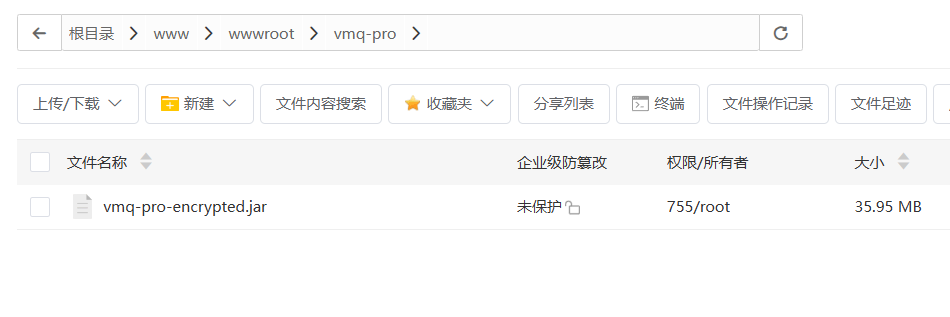 根目录 www wwwroot vmq-pro
上传/下载 新建 文件内容搜索 收藏夹 分享列表 终端 文件操作记录 文件足迹
文件名称 企业级防篡改 权限/所有者 大小
vmq-pro-encrypted.jar 未保护 755/root 35.95 MB